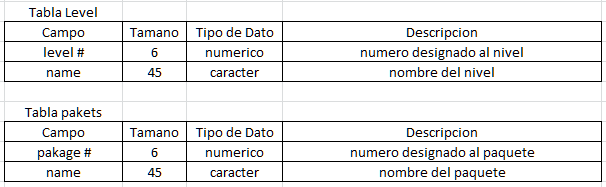 Tabla Level
Campo Tamano Tipo de Dato Descripcion
level # 6 numerico numero designado al nivel
name 45 caracter nombre del nivel
Tabla pakets
Campo Tamano Tipo de Dato Descripcion
pakage # 6 numerico numero designado al paquete
name 45 caracter nombre del paquete